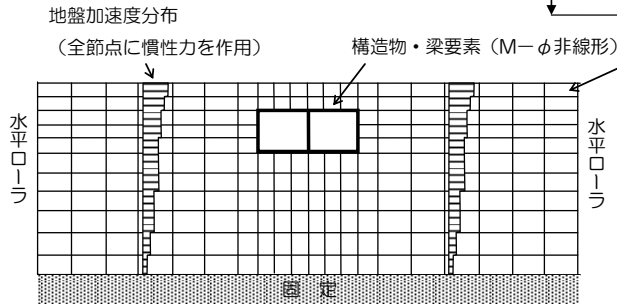 地盤加速度分布
（全節点に慣性力を作用）
構造物・梁要素（M－φ非線形）
水平ローラ
水平ローラ
固　定